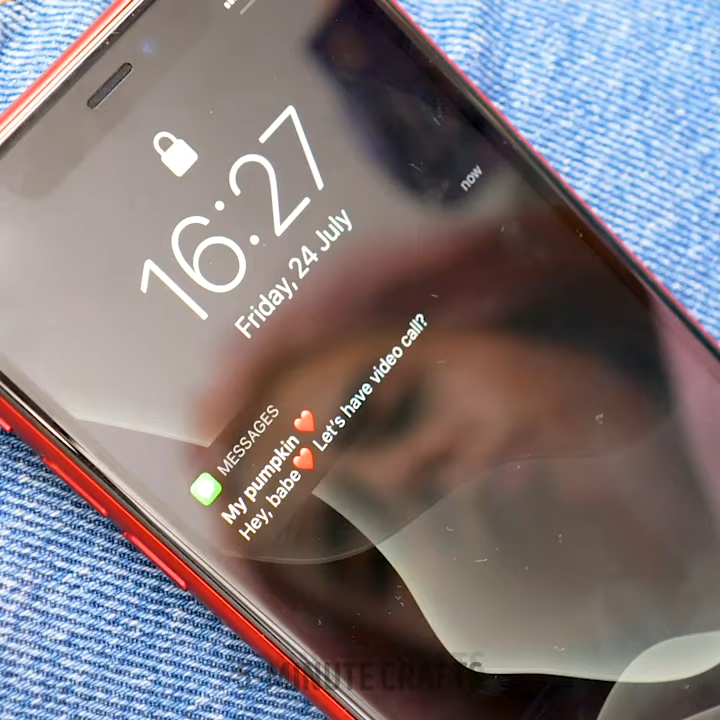 16:27
Friday, 24 July
MESSAGES
now
My pumpkin❤️
Hey, babe❤️ Let's have video call?
5-MINUTE CRAFTS